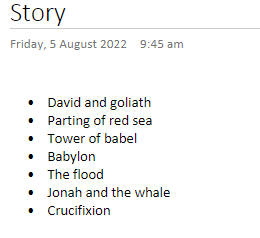 Story
Friday, 5 August 2022 9:45 am
• David and goliath
• Parting of red sea
• Tower of babel
• Babylon
• The flood
• Jonah and the whale
• Crucifixion